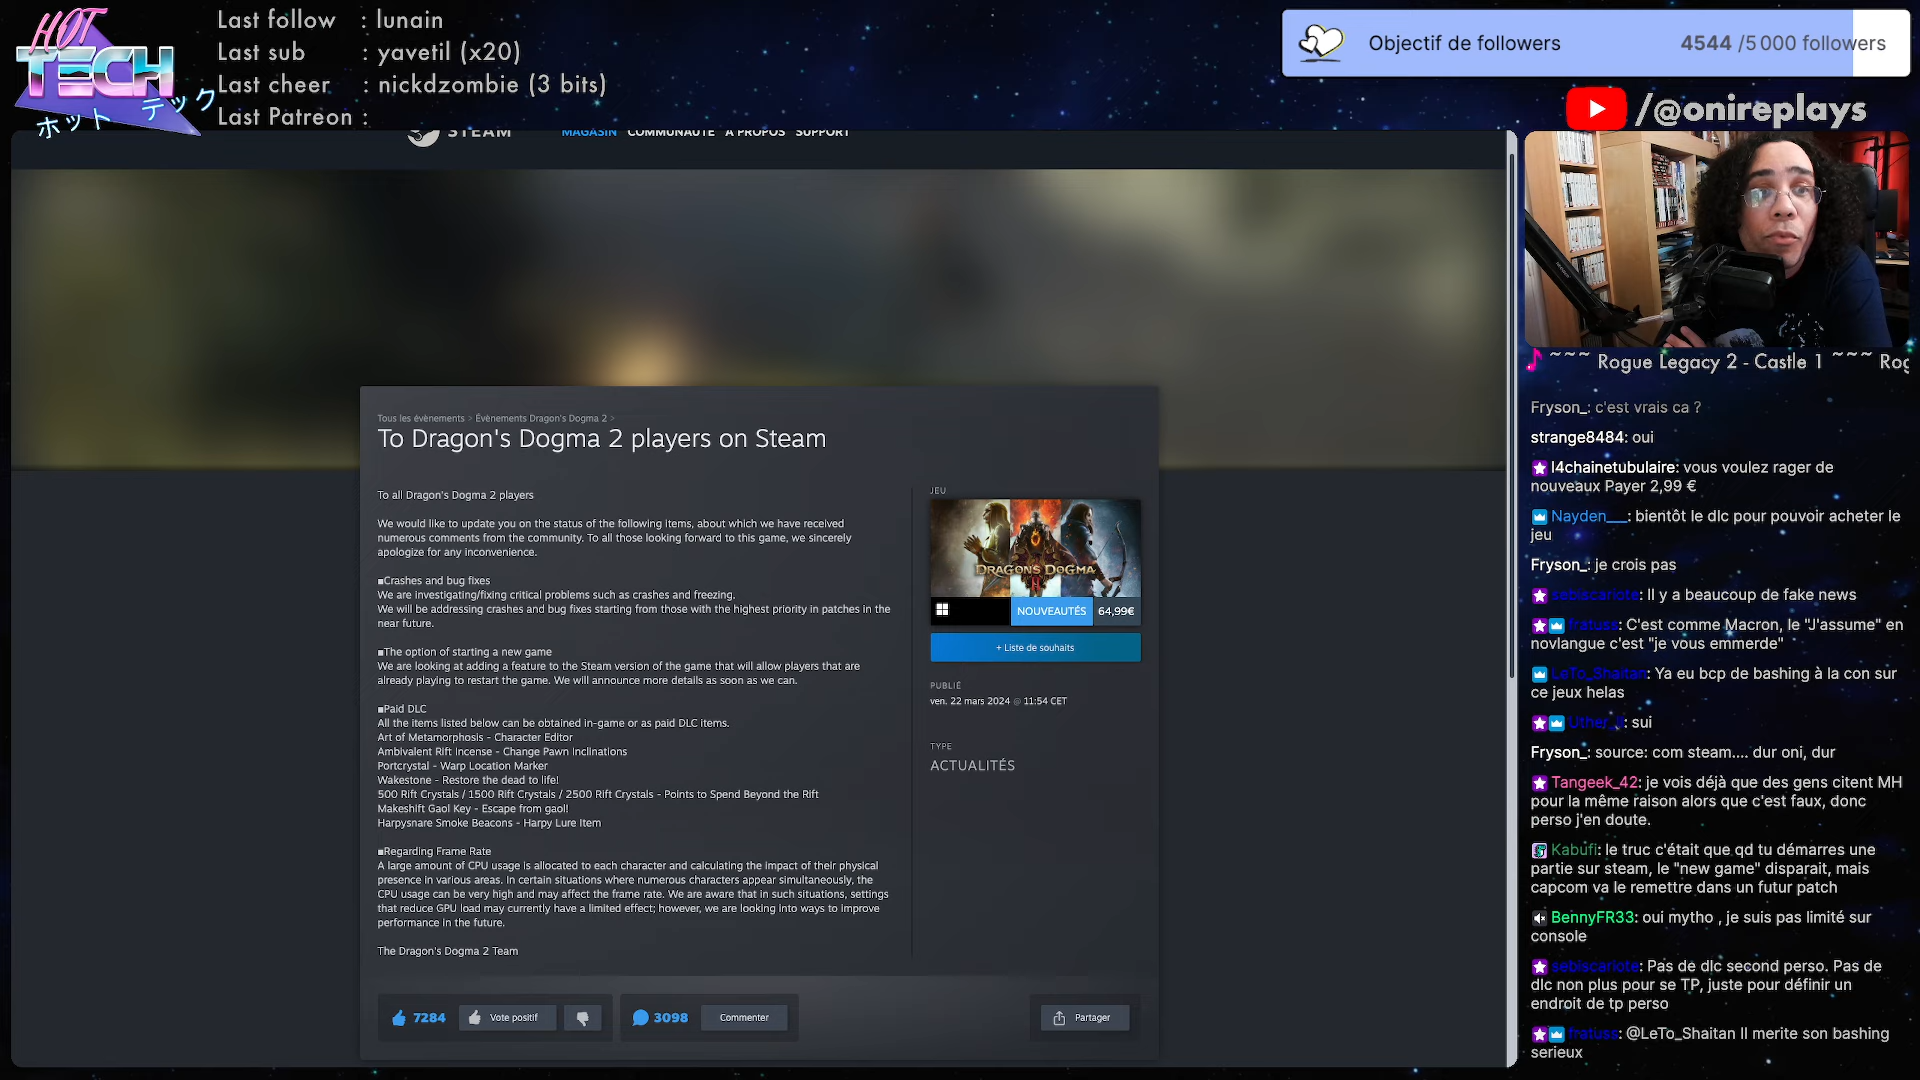 HOT
TECH
ホット テック
Last follow : lunain
Last sub : yavetil (x20)
Last cheer : nickdzombie (3 bits)
Last Patreon :
Objectif de followers 4544 /5 000 followers
/@onireplays
STEAM MAGASIN COMMUNAUTÉ À PROPOS SUPPORT
Tous les évènements > Évènements Dragon's Dogma 2 >
To Dragon's Dogma 2 players on Steam
To all Dragon's Dogma 2 players
We would like to update you on the status of the following items, about which we have received
numerous comments from the community. To all those looking forward to this game, we sincerely
apologize for any inconvenience.
■Crashes and bug fixes
We are investigating/fixing critical problems such as crashes and freezing.
We will be addressing crashes and bug fixes starting from those with the highest priority in patches in the
near future.
■The option of starting a new game
We are looking at adding a feature to the Steam version of the game that will allow players that are
already playing to restart the game. We will announce more details as soon as we can.
■Paid DLC
All the items listed below can be obtained in-game or as paid DLC items.
Art of Metamorphosis - Character Editor
Ambivalent Rift Incense - Change Pawn Inclinations
Portcrystal - Warp Location Marker
Wakestone - Restore the dead to life!
500 Rift Crystals / 1500 Rift Crystals / 2500 Rift Crystals - Points to Spend Beyond the Rift
Makeshift Gaol Key - Escape from gaol!
Harpysnare Smoke Beacons - Harpy Lure Item
■Regarding Frame Rate
A large amount of CPU usage is allocated to each character and calculating the impact of their physical
presence in various areas. In certain situations where numerous characters appear simultaneously, the
CPU usage can be very high and may affect the frame rate. We are aware that in such situations, settings
that reduce GPU load may currently have a limited effect; however, we are looking into ways to improve
performance in the future.
The Dragon's Dogma 2 Team
7284 Vote positif
3098 Commenter
Partager
JEU
DRAGON'S DOGMA
II
NOUVEAUTÉS 64,99€
+ Liste de souhaits
PUBLIÉ
ven. 22 mars 2024 @ 11:54 CET
TYPE
ACTUALITÉS
~~~ Rogue Legacy 2 - Castle 1 ~~~ Rog
Fryson_: c'est vrais ca ?
strange8484: oui
l4chainetubulaire: vous voulez rager de
nouveaux Payer 2,99 €
Nayden___: bientôt le dlc pour pouvoir acheter le
jeu
Fryson_: je crois pas
sebiscariote: Il y a beaucoup de fake news
fratuss: C'est comme Macron, le "J'assume" en
novlangue c'est "je vous emmerde"
LeTo_Shaitan: Ya eu bcp de bashing à la con sur
ce jeux helas
: sui
Fryson_: source: com steam.... dur oni, dur
Tangeek_42: je vois déjà que des gens citent MH
pour la même raison alors que c'est faux, donc
perso j'en doute.
Kabufi: le truc c'était que qd tu démarres une
partie sur steam, le "new game" disparait, mais
capcom va le remettre dans un futur patch
BennyFR33: oui mytho , je suis pas limité sur
console
sebiscariote: Pas de dlc second perso. Pas de
dlc non plus pour se TP, juste pour définir un
endroit de tp perso
fratuss: @LeTo_Shaitan Il merite son bashing
serieux